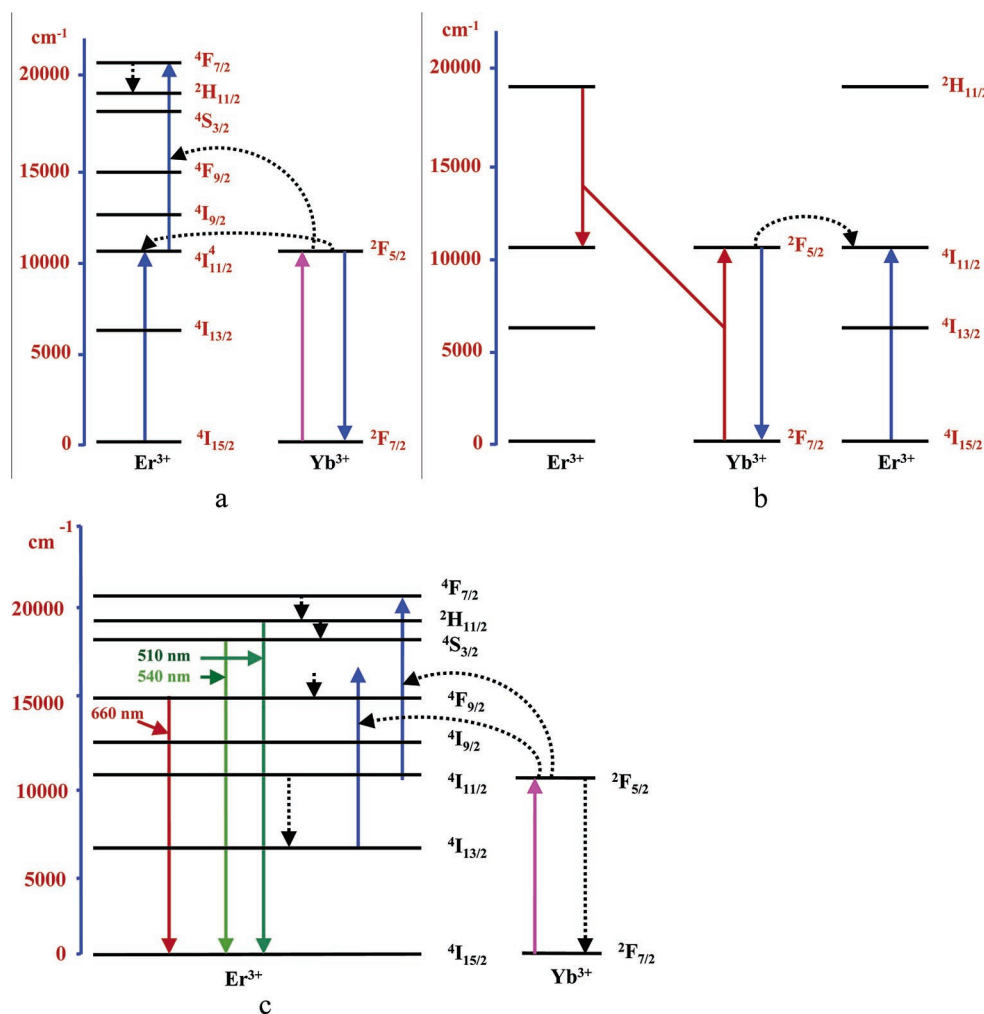 cm⁻¹
20000
15000
10000
5000
0
⁴F₇/₂
²H₁₁/₂
⁴S₃/₂
⁴F₉/₂
⁴I₉/₂
⁴I⁴₁₁/₂
⁴I₁₃/₂
⁴I₁₅/₂
²F₅/₂
²F₇/₂
Er³⁺
Yb³⁺
a
cm⁻¹
20000
15000
10000
5000
0
²H₁₁/₂
²F₅/₂
⁴I₁₁/₂
⁴I₁₃/₂
²F₇/₂
⁴I₁₅/₂
Er³⁺
Yb³⁺
Er³⁺
b
cm⁻¹
20000
15000
10000
5000
0
510 nm
540 nm
660 nm
⁴F₇/₂
²H₁₁/₂
⁴S₃/₂
⁴F₉/₂
⁴I₉/₂
⁴I₁₁/₂
⁴I₁₃/₂
⁴I₁₅/₂
²F₅/₂
²F₇/₂
Er³⁺
Yb³⁺
c